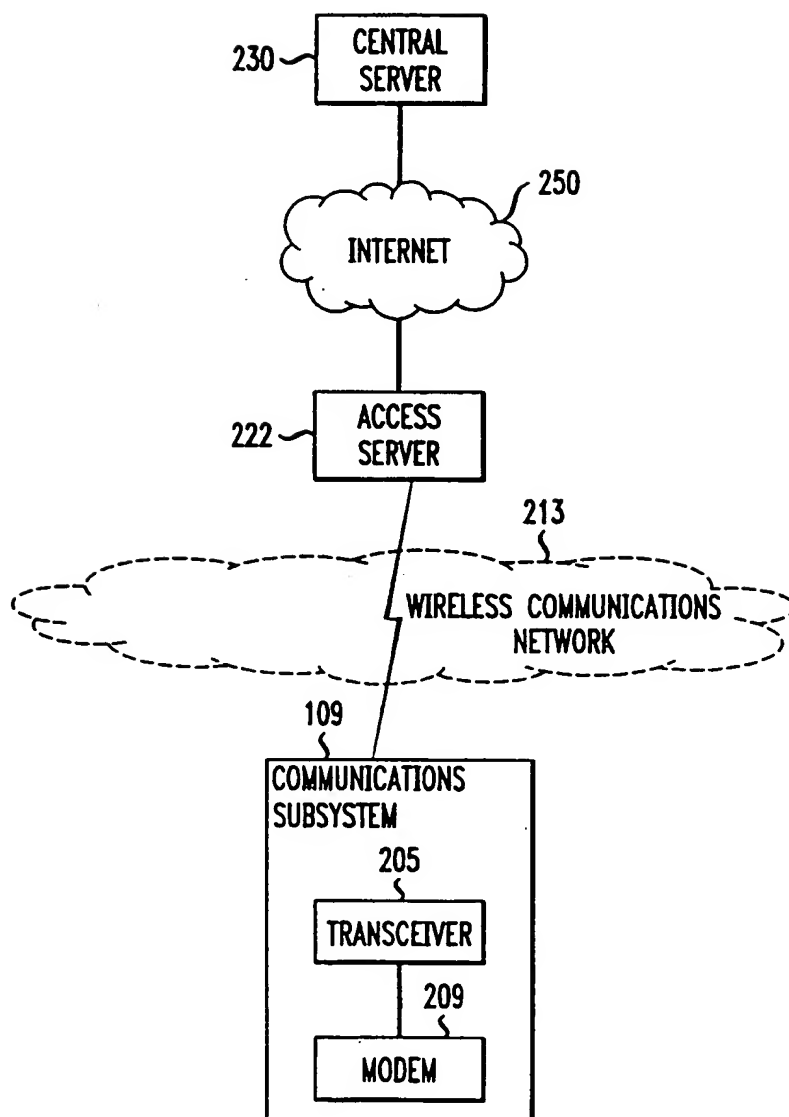 CENTRAL
SERVER
230
250
INTERNET
ACCESS
SERVER
222
213
WIRELESS COMMUNICATIONS
NETWORK
109
COMMUNICATIONS
SUBSYSTEM
205
TRANSCEIVER
209
MODEM